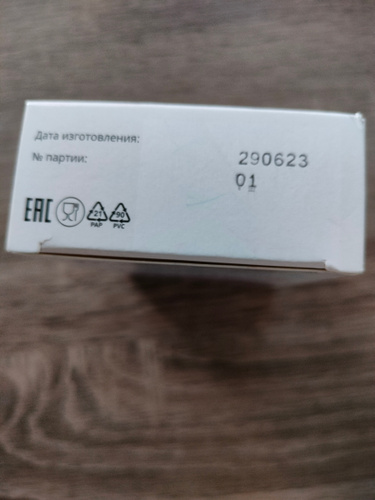 Дата изготовления:
№ партии: 290623
01
EAC
21 90
PAP PVC